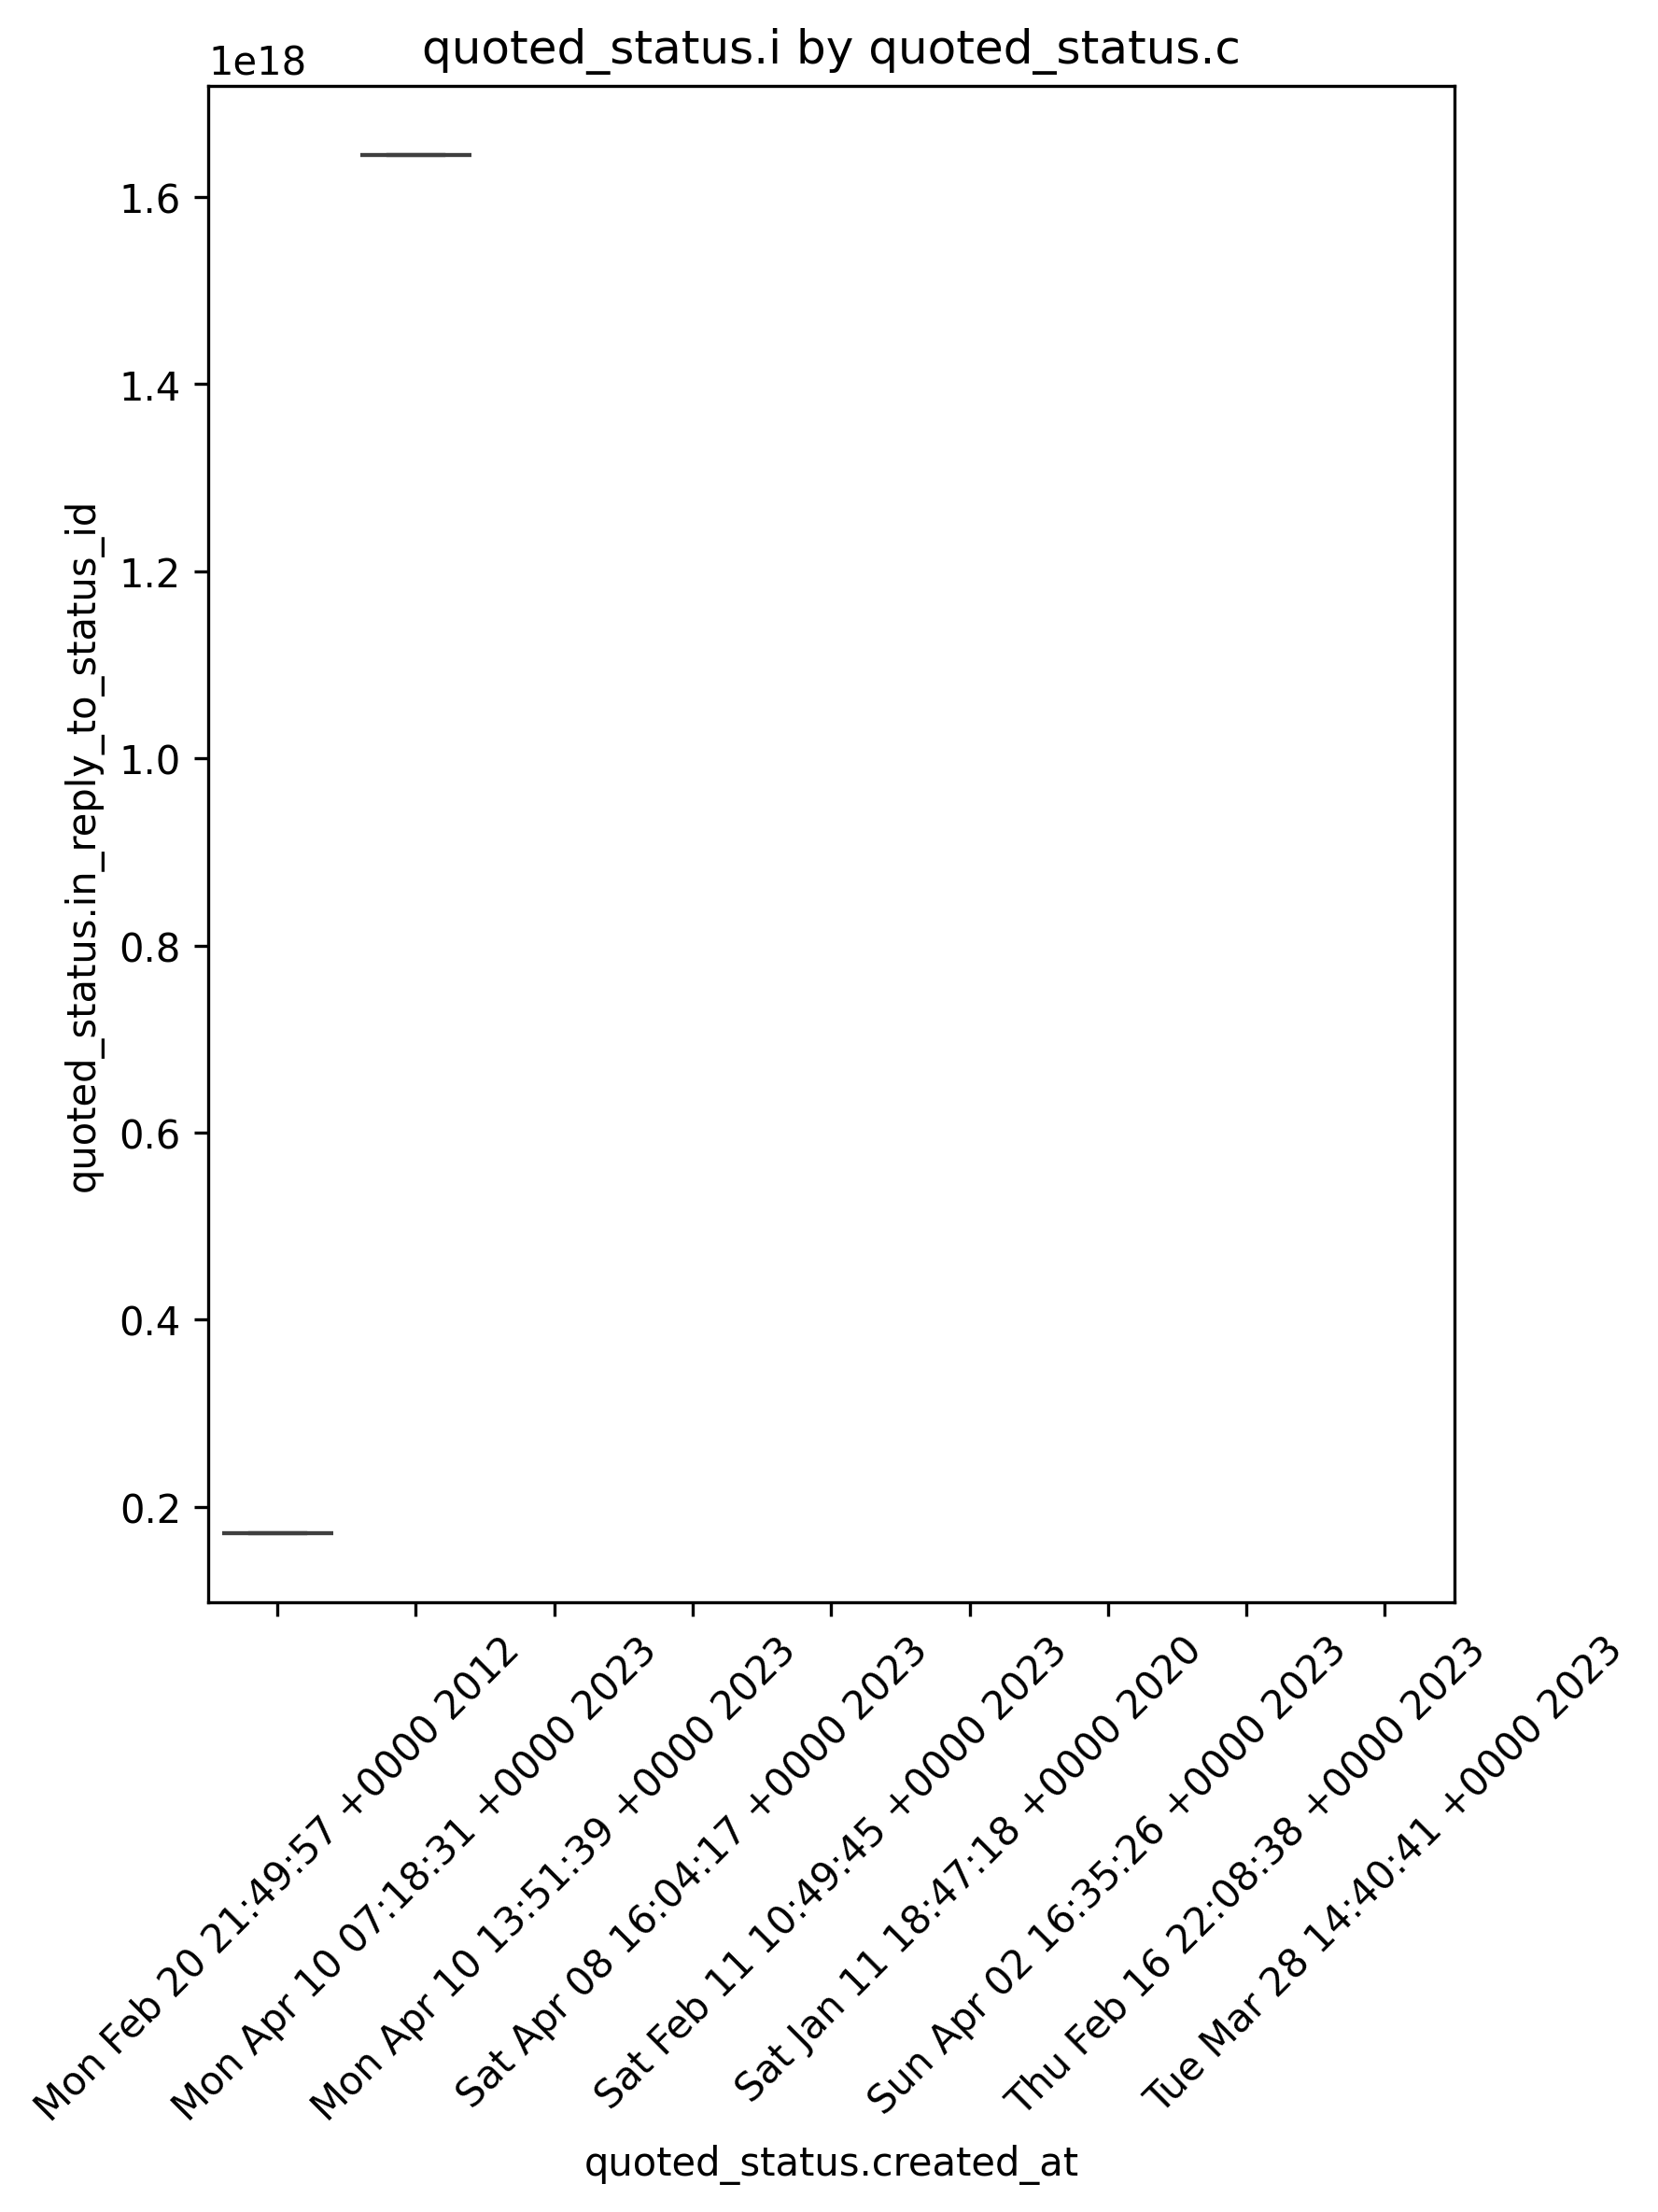 quoted_status.i by quoted_status.c
1e18
1.6
1.4
1.2
1.0
0.8
0.6
0.4
0.2
quoted_status.in_reply_to_status_id
Mon Feb 20 21:49:57 +0000 2012
Mon Apr 10 07:18:31 +0000 2023
Mon Apr 10 13:51:39 +0000 2023
Sat Apr 08 16:04:17 +0000 2023
Sat Feb 11 10:49:45 +0000 2023
Sat Jan 11 18:47:18 +0000 2020
Sun Apr 02 16:35:26 +0000 2023
Thu Feb 16 22:08:38 +0000 2023
Tue Mar 28 14:40:41 +0000 2023
quoted_status.created_at